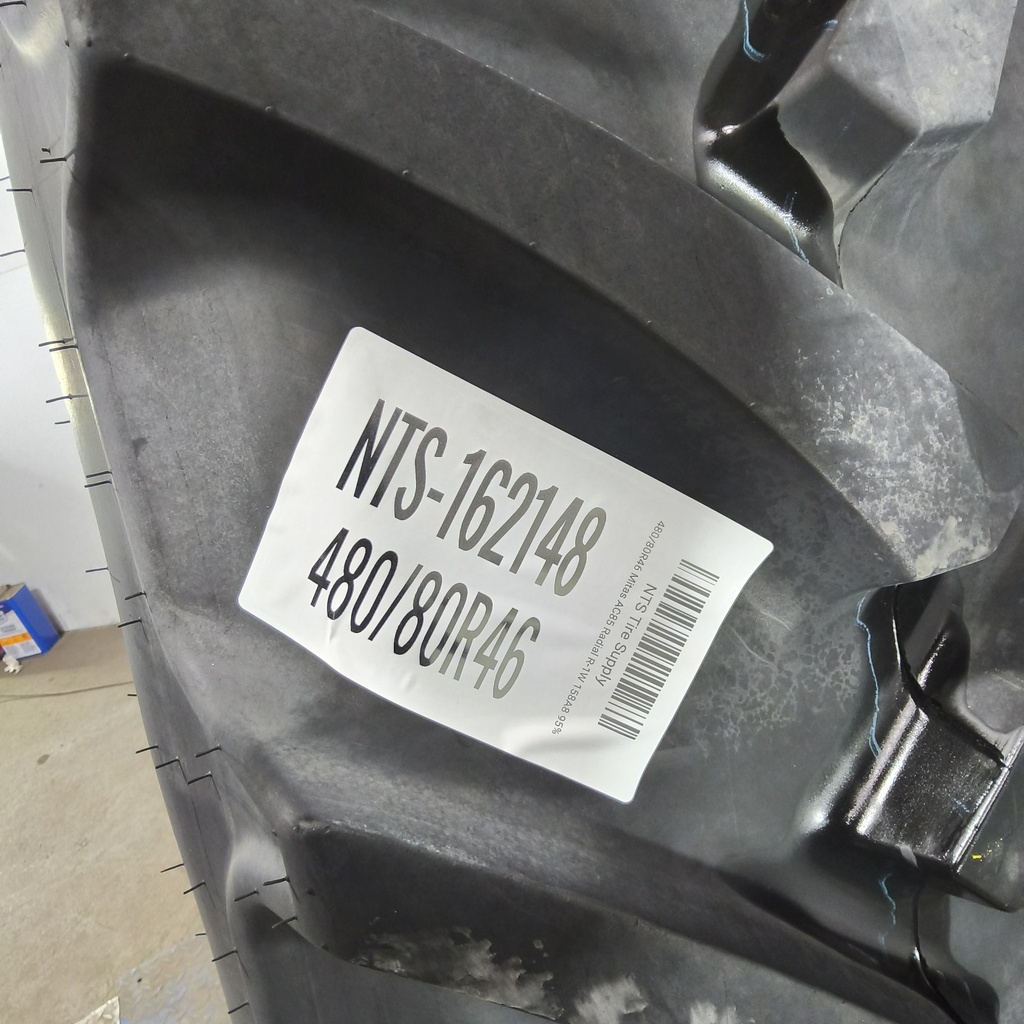 NTS-162148
480/80R46
480/80R46 Mitas AC85 Radial R-1W 158A8 95%
NTS Tire Supply